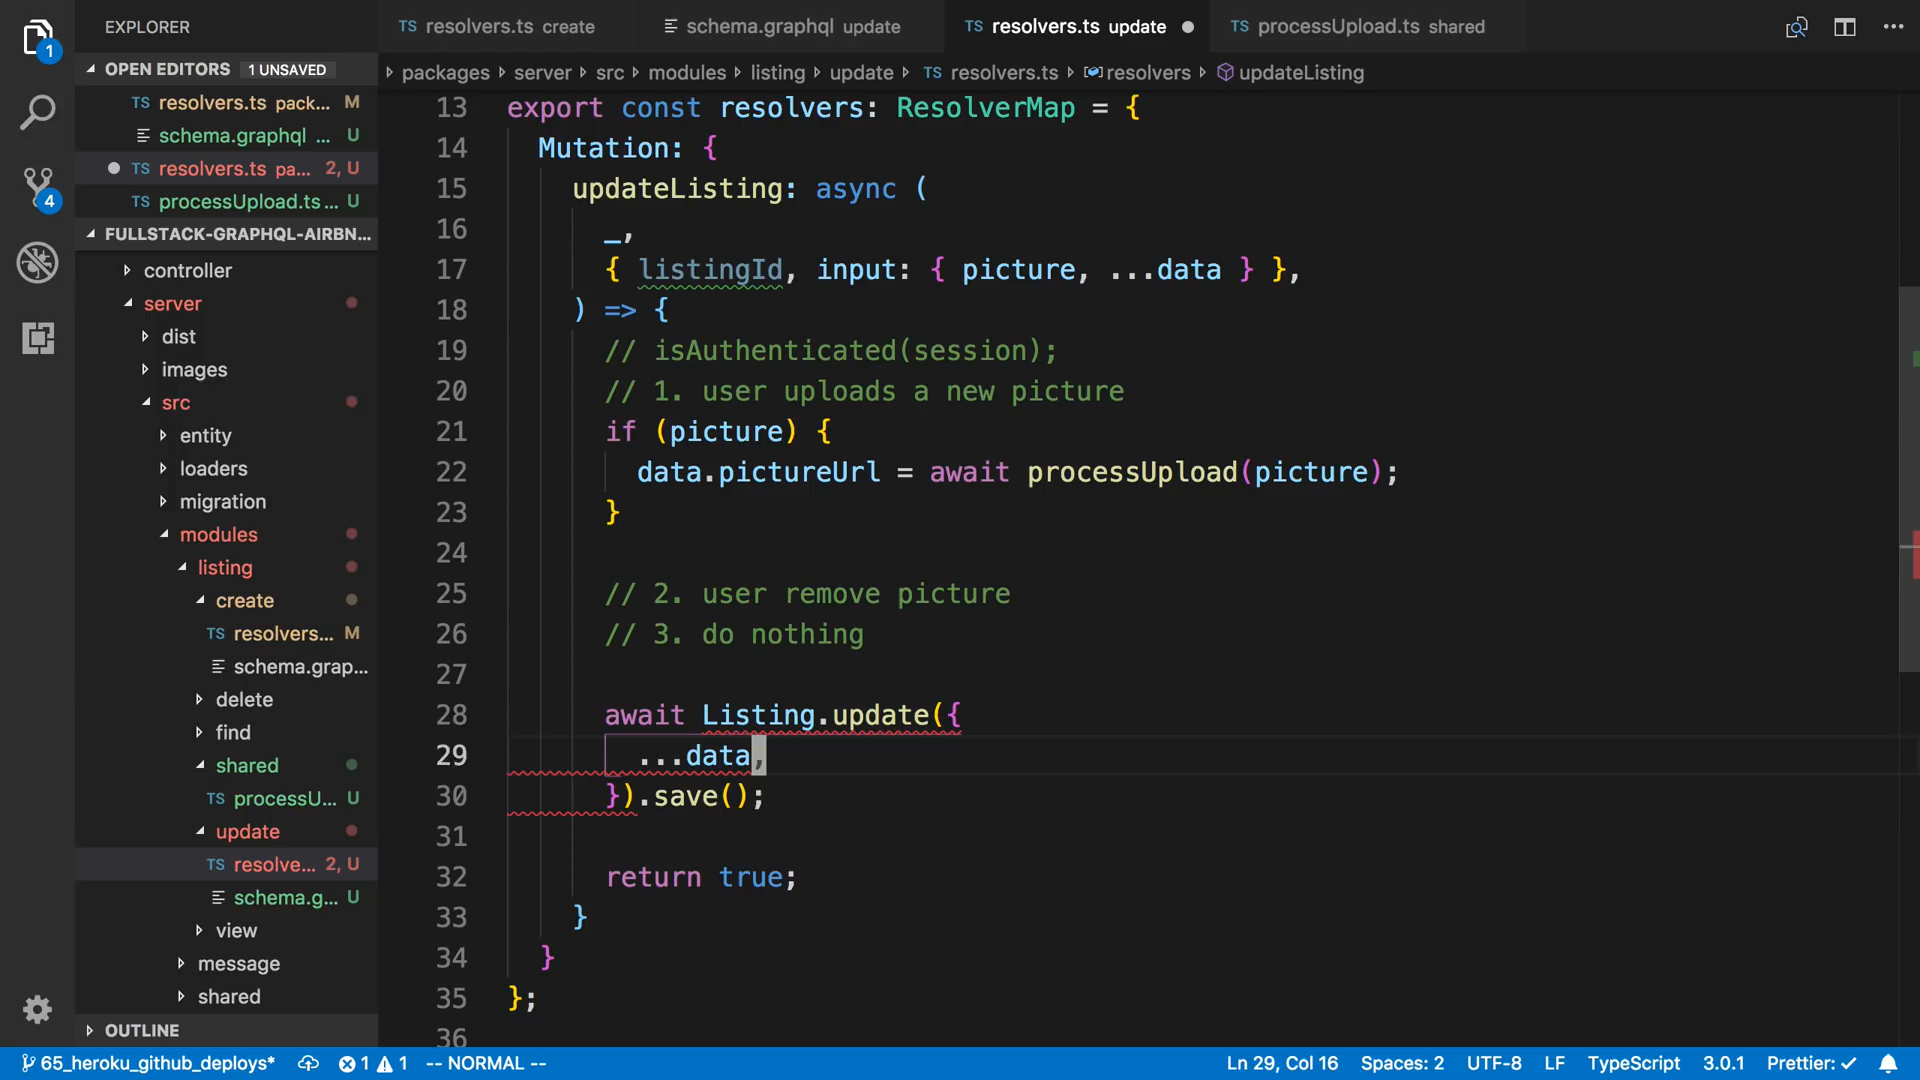 EXPLORER
TS resolvers.ts create
schema.graphql update
TS resolvers.ts update
TS processUpload.ts shared
1
OPEN EDITORS 1 UNSAVED
packages server src modules listing update TS resolvers.ts resolvers updateListing
TS resolvers.ts pack... M
schema.graphql ... U
TS resolvers.ts pa... 2, U
TS processUpload.ts ... U
4
FULLSTACK-GRAPHQL-AIRBN...
controller
server
dist
images
src
entity
loaders
migration
modules
listing
create
TS resolvers... M
schema.grap...
delete
find
shared
TS processU... U
update
TS resolve... 2, U
schema.g... U
view
message
shared
OUTLINE
13 export const resolvers: ResolverMap = {
14 Mutation: {
15 updateListing: async (
16 _,
17 { listingId, input: { picture, ...data } },
18 ) => {
19 // isAuthenticated(session);
20 // 1. user uploads a new picture
21 if (picture) {
22 data.pictureUrl = await processUpload(picture);
23 }
24
25 // 2. user remove picture
26 // 3. do nothing
27
28 await Listing.update({
29 ...data,
30 }).save();
31
32 return true;
33 }
34 }
35 };
36
65_heroku_github_deploys* 1 1 -- NORMAL -- Ln 29, Col 16 Spaces: 2 UTF-8 LF TypeScript 3.0.1 Prettier: ✓